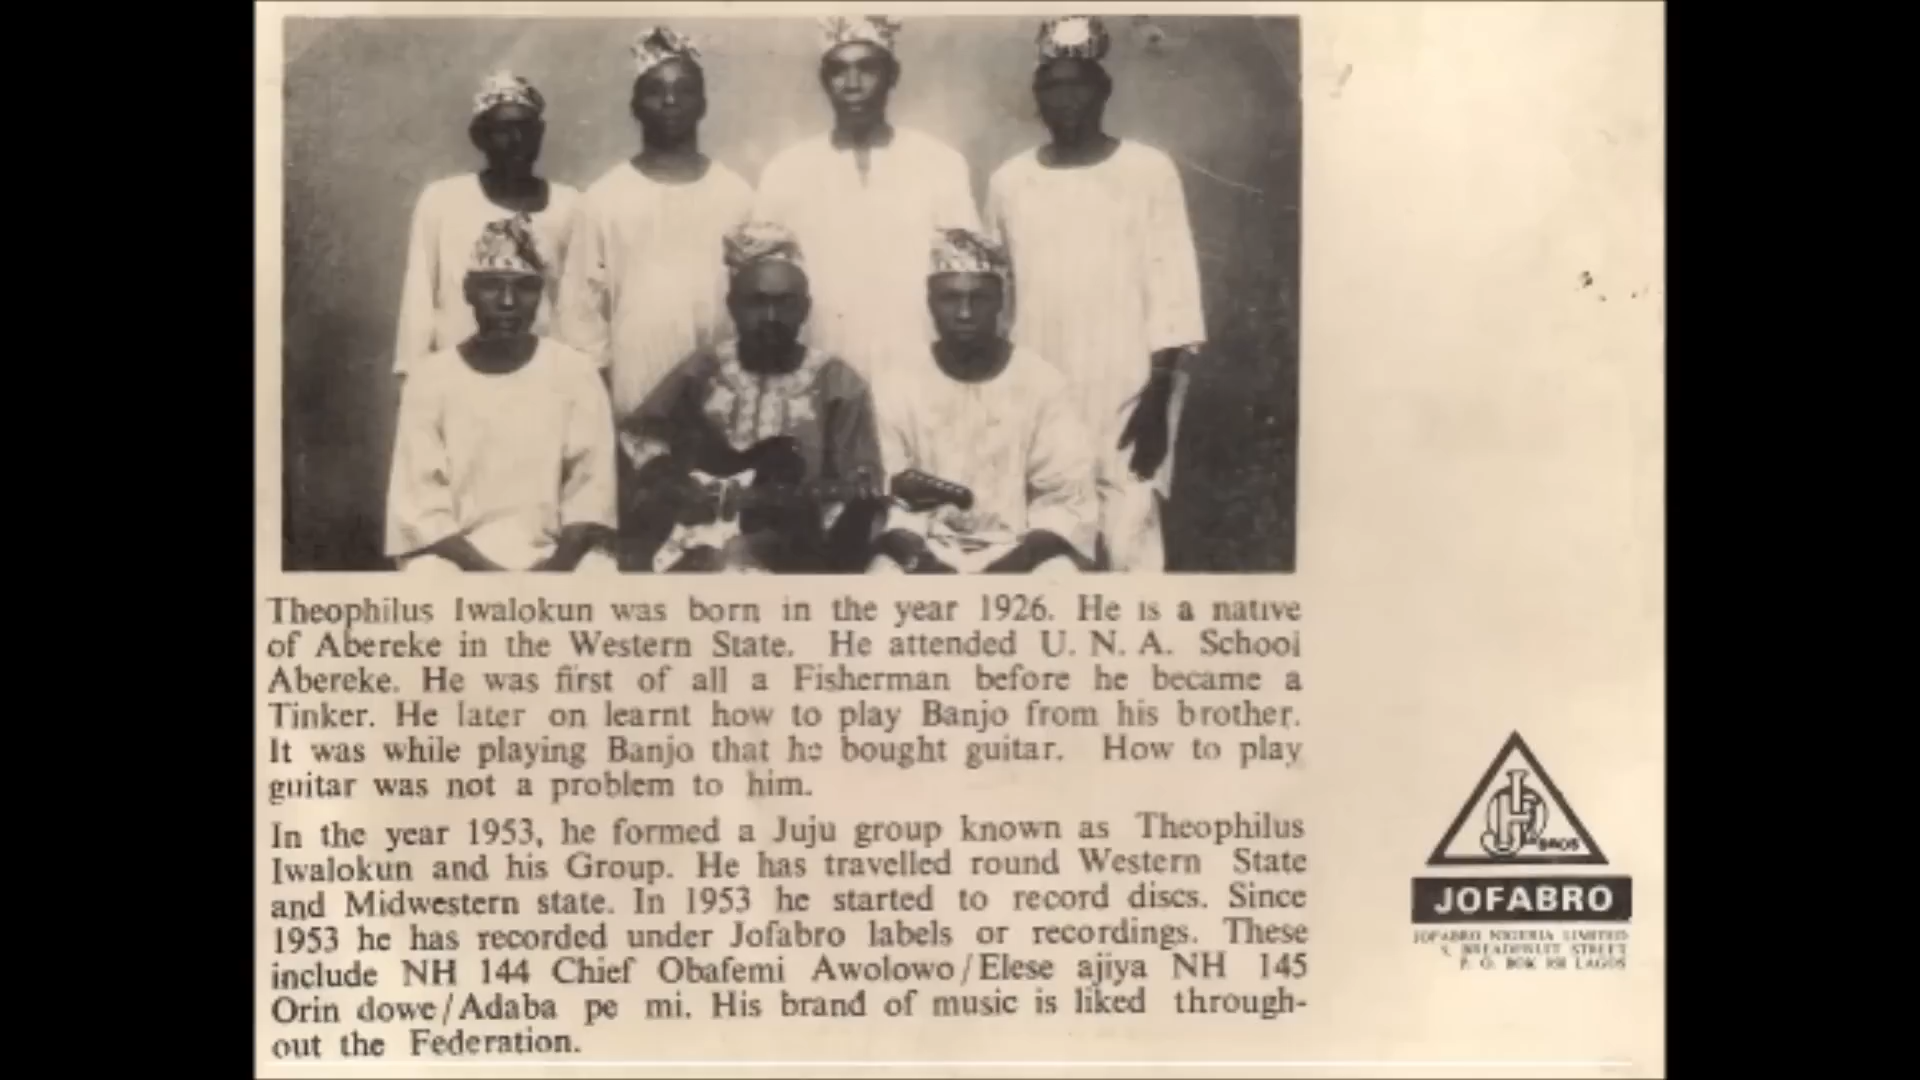 Theophilus Iwalokun was born in the year 1926. He is a native
of Abereke in the Western State. He attended U. N. A. School
Abereke. He was first of all a Fisherman before he became a
Tinker. He later on learnt how to play Banjo from his brother.
It was while playing Banjo that he bought guitar. How to play
guitar was not a problem to him.
In the year 1953, he formed a Juju group known as Theophilus
Iwalokun and his Group. He has travelled round Western State
and Midwestern state. In 1953 he started to record discs. Since
1953 he has recorded under Jofabro labels or recordings. These
include NH 144 Chief Obafemi Awolowo/Elese ajiya NH 145
Orin dowe/Adaba pe mi. His brand of music is liked through-
out the Federation.
BROS
JOFABRO
JOFABRO NIGERIA LIMITED
BREADFRUIT STREET
P. O. BOX LAGOS